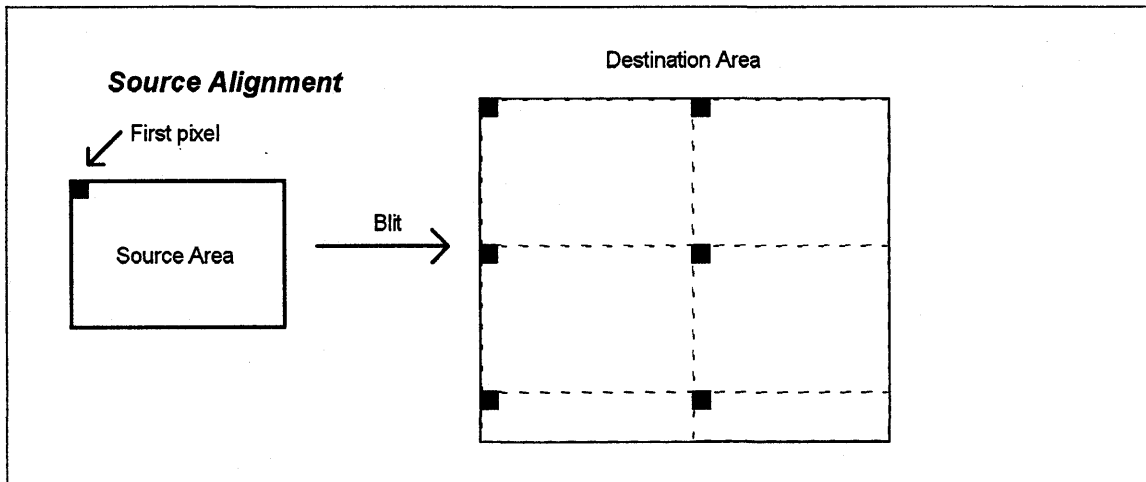 Destination Area
Source Alignment
First pixel
Blit
Source Area